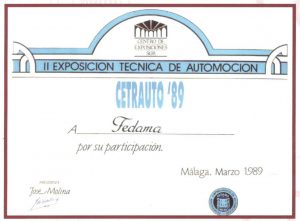 CENTRO DE
EXPOSICIONES
II EXPOSICION TECNICA DE AUTOMOCION
CETRAUTO '89
A Fedama
por su participación.
Málaga, Marzo 1989
Jose Molina